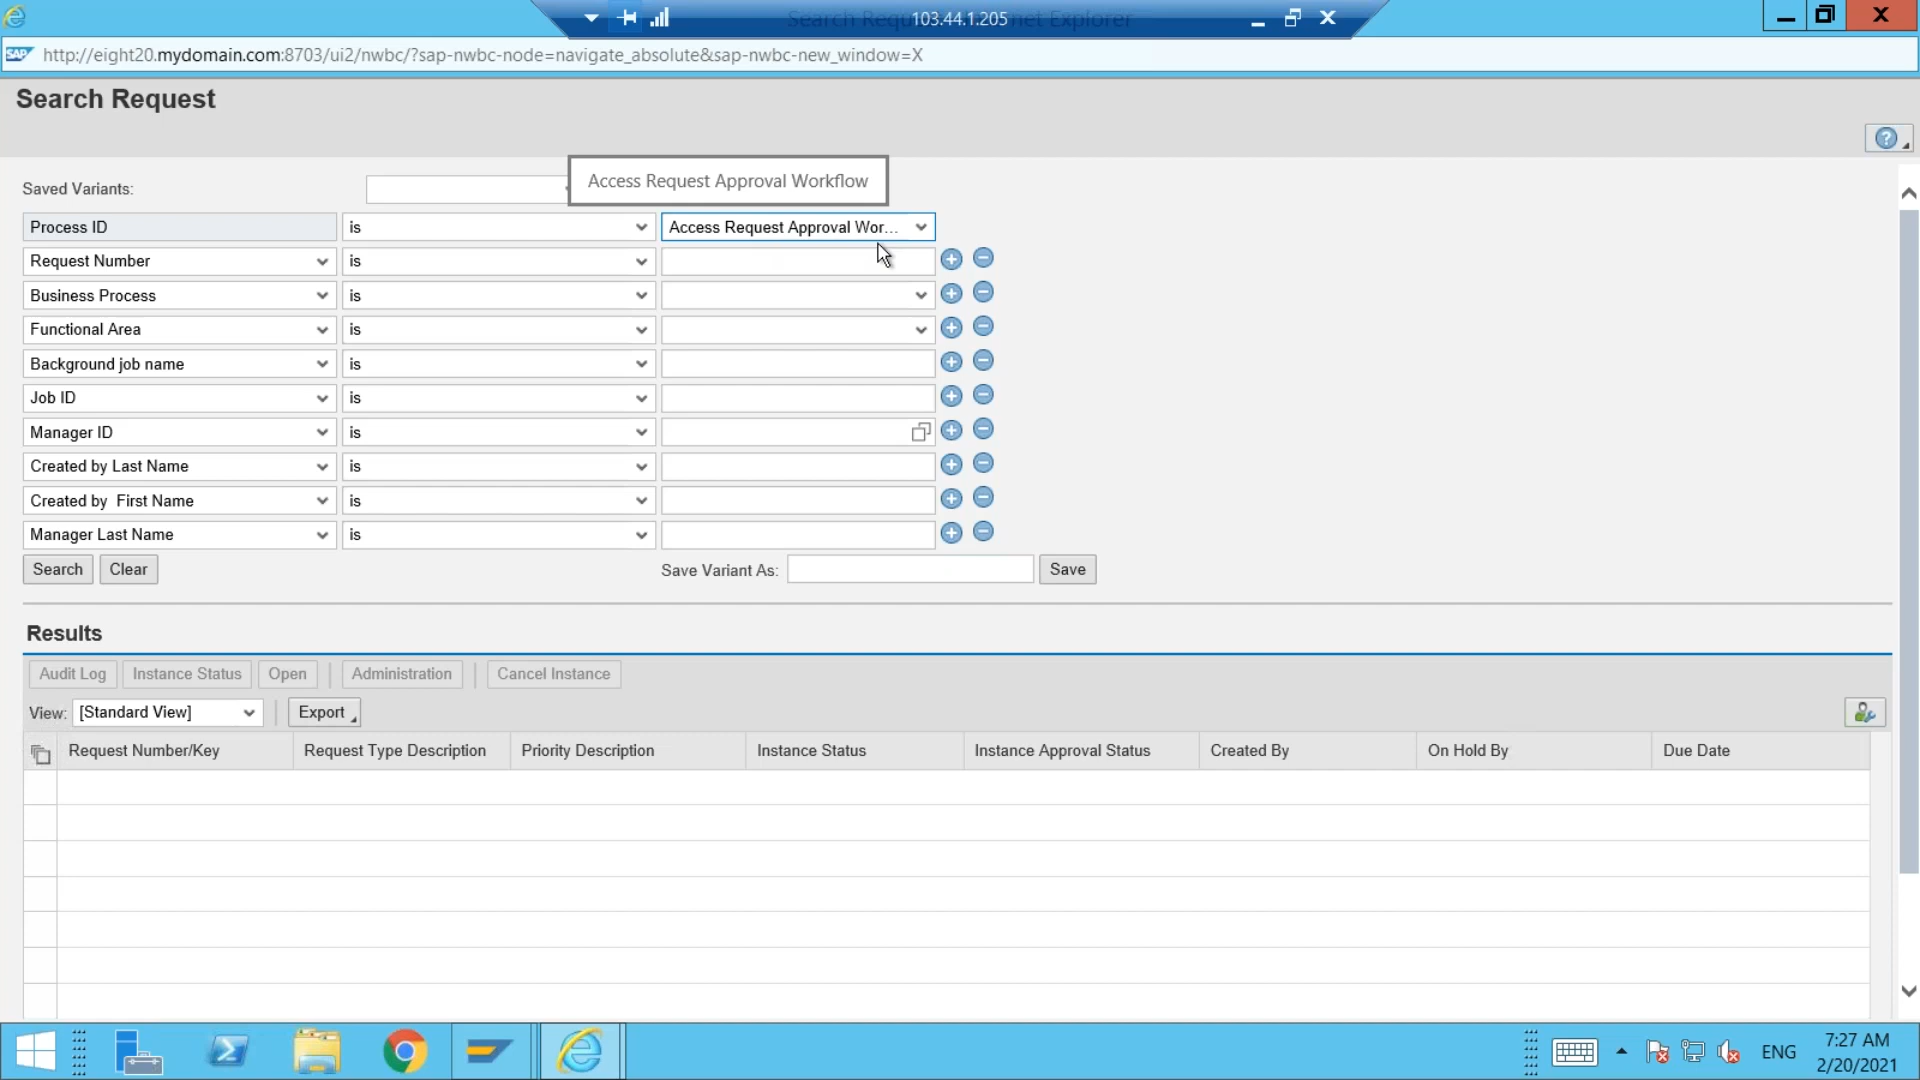 Search Request
net Explorer
103.44.1.205
X
X
SAP
http://eight20.mydomain.com:8703/ui2/nwbc/?sap-nwbc-node=navigate_absolute&sap-nwbc-new_window=X
Search Request
?
Access Request Approval Workflow
Saved Variants:
Process ID is Access Request Approval Wor...
Request Number is
Business Process is
Functional Area is
Background job name is
Job ID is
Manager ID is
Created by Last Name is
Created by  First Name is
Manager Last Name is
Search Clear Save Variant As: Save
Results
Audit Log Instance Status Open Administration Cancel Instance
View: [Standard View] Export
Request Number/Key Request Type Description Priority Description Instance Status Instance Approval Status Created By On Hold By Due Date
ENG
7:27 AM
2/20/2021